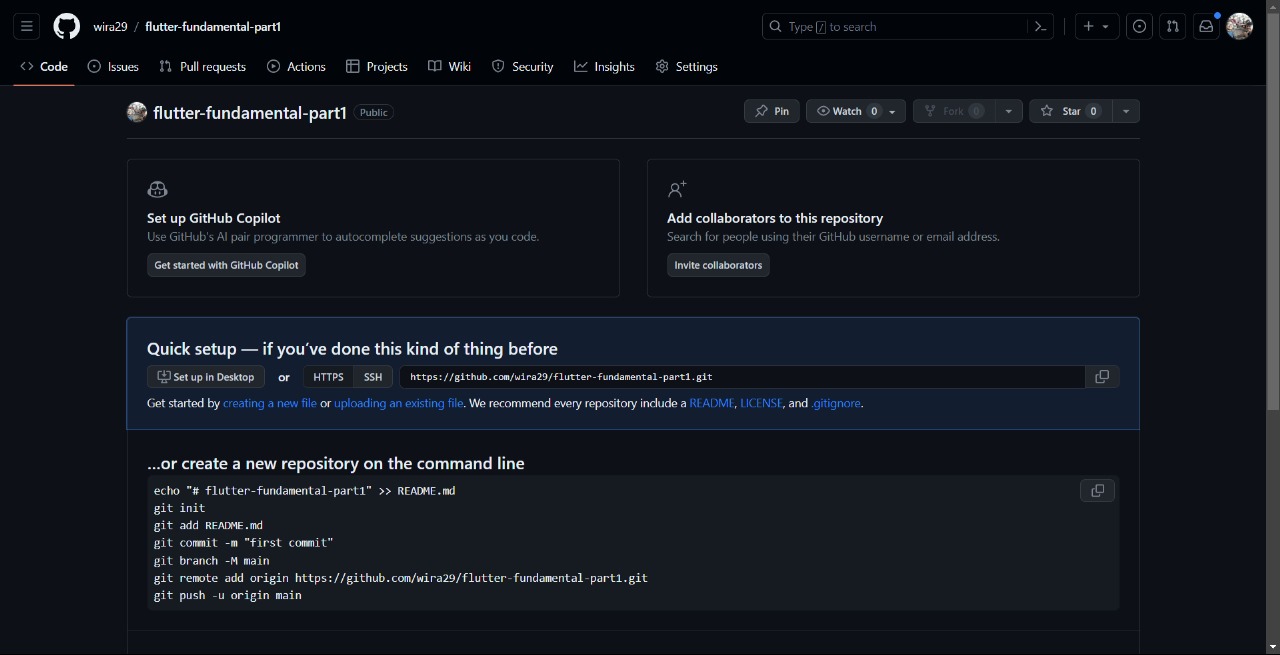 wira29 / flutter-fundamental-part1
Type / to search
Code Issues Pull requests Actions Projects Wiki Security Insights Settings
flutter-fundamental-part1 Public
Pin Watch 0 Fork 0 Star 0
Set up GitHub Copilot
Use GitHub's AI pair programmer to autocomplete suggestions as you code.
Get started with GitHub Copilot
Add collaborators to this repository
Search for people using their GitHub username or email address.
Invite collaborators
Quick setup — if you've done this kind of thing before
Set up in Desktop or HTTPS SSH https://github.com/wira29/flutter-fundamental-part1.git
Get started by creating a new file or uploading an existing file. We recommend every repository include a README, LICENSE, and .gitignore.
...or create a new repository on the command line
echo "# flutter-fundamental-part1" >> README.md
git init
git add README.md
git commit -m "first commit"
git branch -M main
git remote add origin https://github.com/wira29/flutter-fundamental-part1.git
git push -u origin main